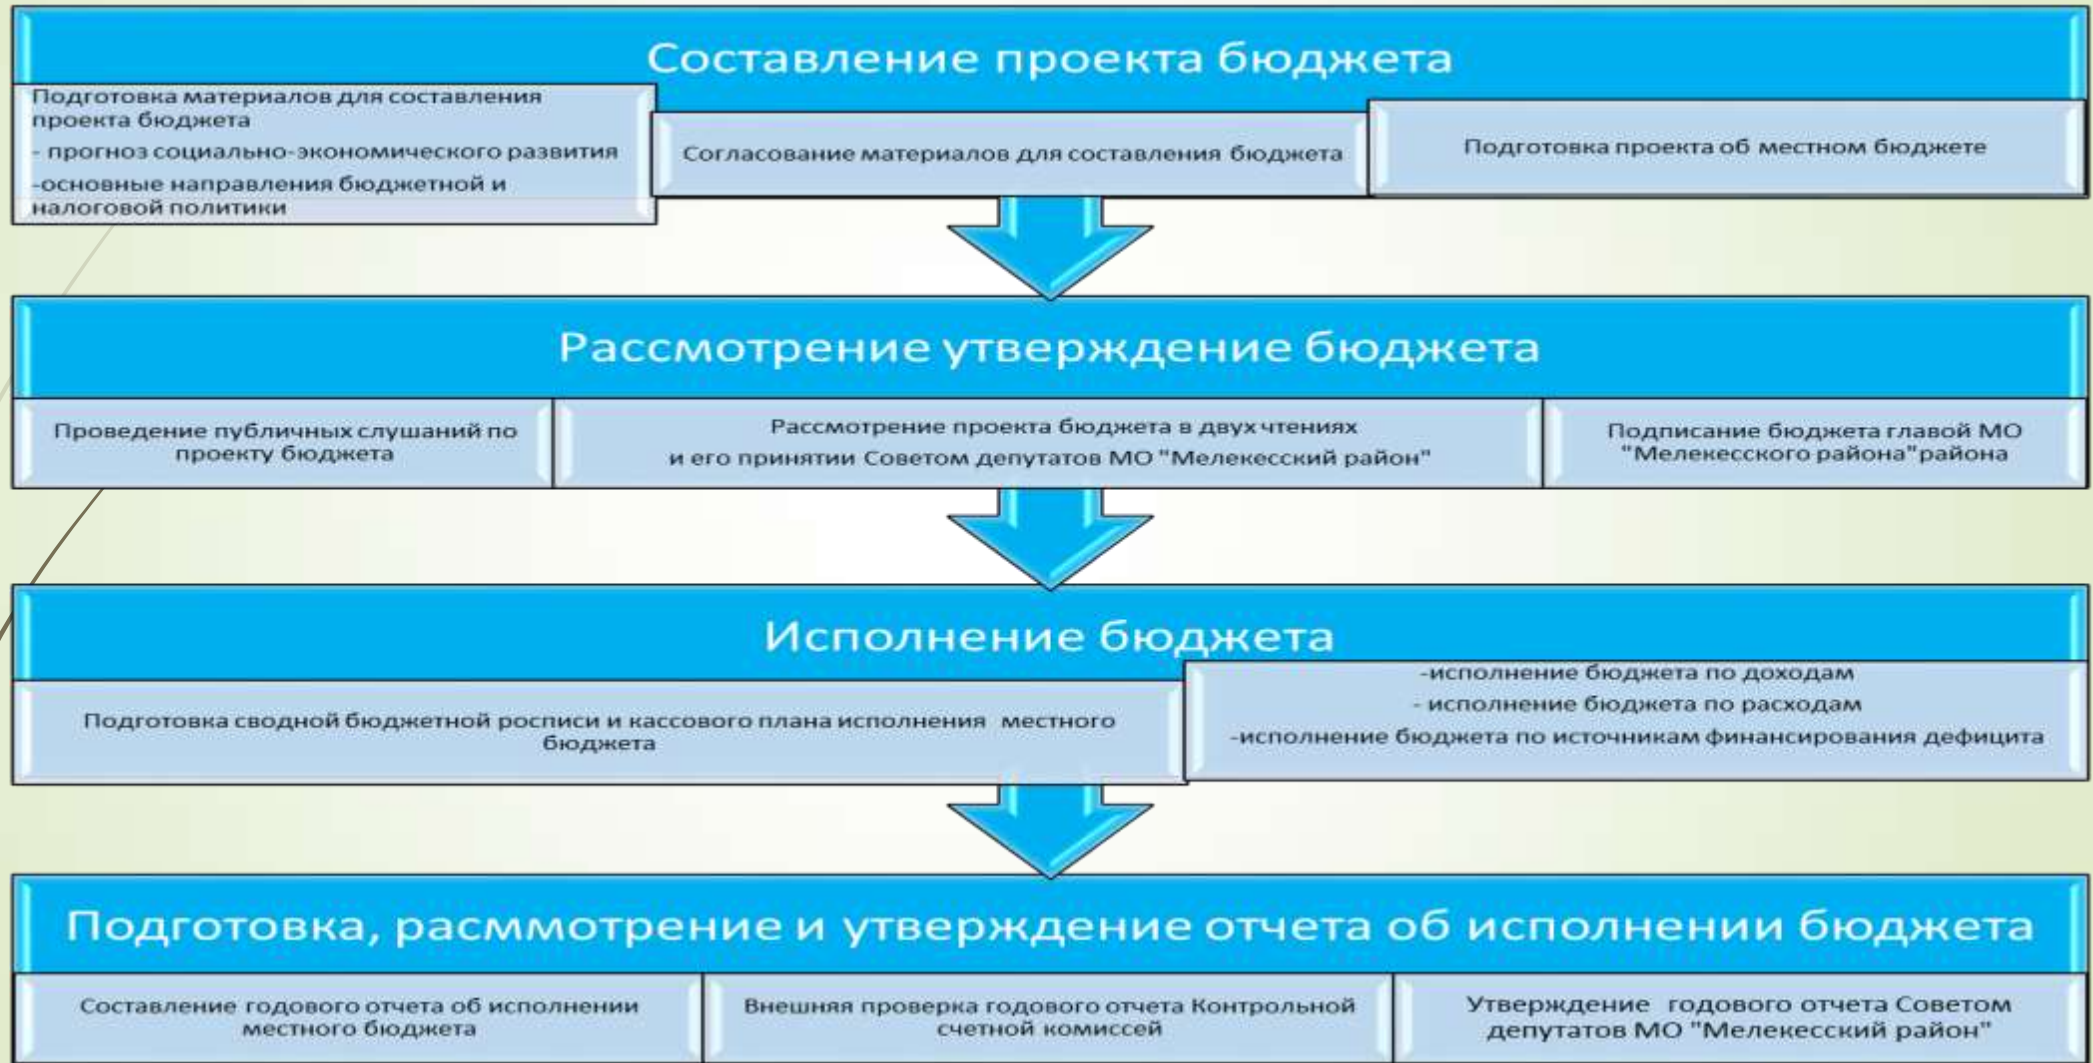 Составление проекта бюджета
Подготовка материалов для составления
проекта бюджета
- прогноз социально-экономического развития
-основные направления бюджетной и
налоговой политики
Согласование материалов для составления бюджета
Подготовка проекта об местном бюджете
Рассмотрение утверждение бюджета
Проведение публичных слушаний по
проекту бюджета
Рассмотрение проекта бюджета в двух чтениях
и его принятии Советом депутатов МО "Мелекесский район"
Подписание бюджета главой МО
"Мелекесского района"района
Исполнение бюджета
Подготовка сводной бюджетной росписи и кассового плана исполнения местного
бюджета
-исполнение бюджета по доходам
- исполнение бюджета по расходам
-исполнение бюджета по источникам финансирования дефицита
Подготовка, расммотрение и утверждение отчета об исполнении бюджета
Составление годового отчета об исполнении
местного бюджета
Внешняя проверка годового отчета Контрольной
счетной комиссей
Утверждение годового отчета Советом
депутатов МО "Мелекесский район"